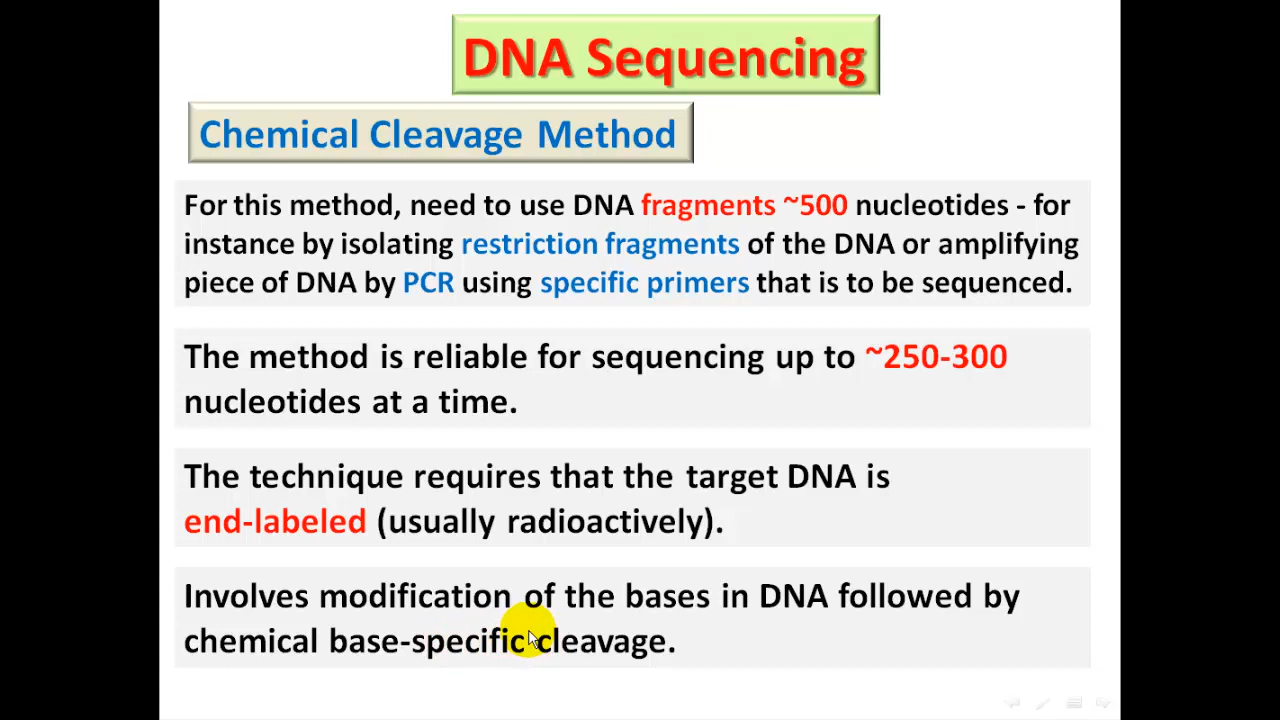 DNA Sequencing
Chemical Cleavage Method
For this method, need to use DNA fragments ~500 nucleotides - for
instance by isolating restriction fragments of the DNA or amplifying
piece of DNA by PCR using specific primers that is to be sequenced.
The method is reliable for sequencing up to ~250-300
nucleotides at a time.
The technique requires that the target DNA is
end-labeled (usually radioactively).
Involves modification of the bases in DNA followed by
chemical base-specific cleavage.